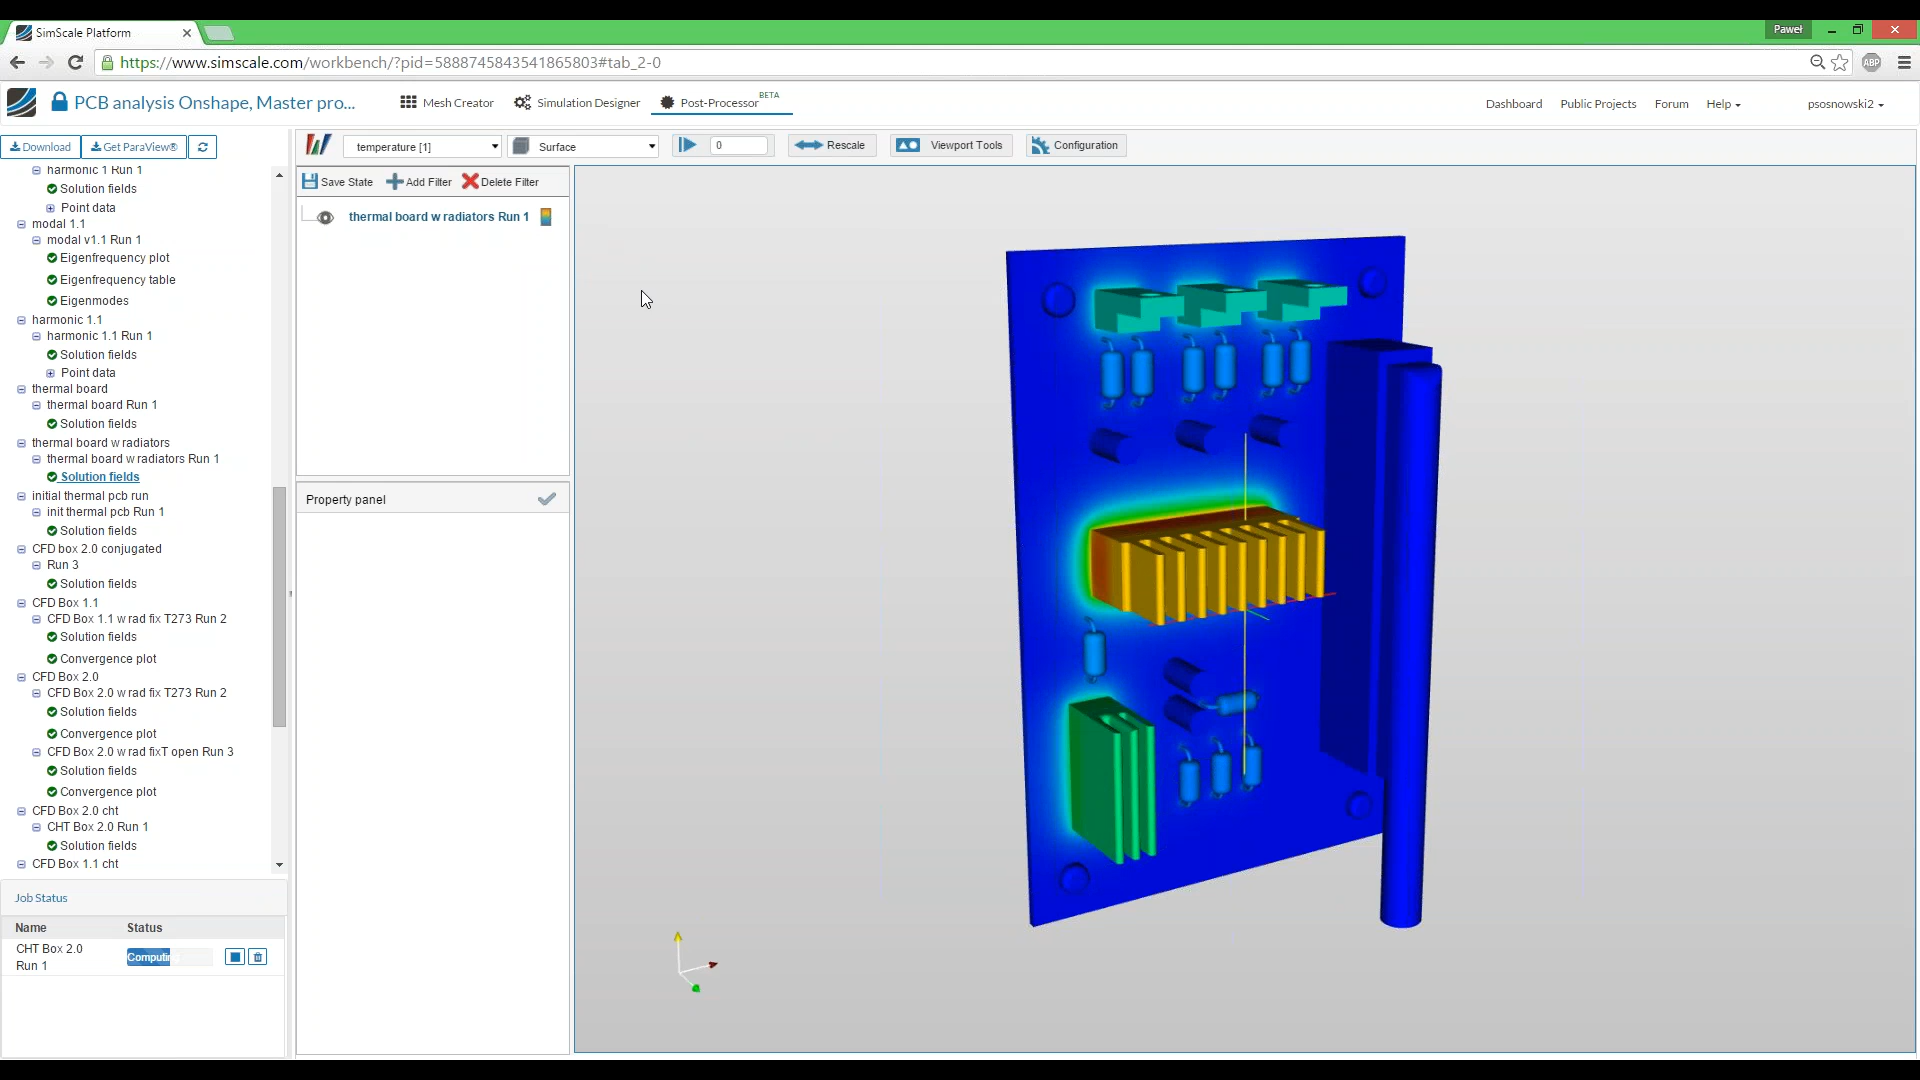 SimScale Platform
Paweł
https://www.simscale.com/workbench/?pid=5888745843541865803#tab_2-0
ABP
PCB analysis Onshape, Master pro...
Mesh Creator
Simulation Designer
Post-Processor
BETA
Dashboard
Public Projects
Forum
Help
psosnowski2
Download
Get ParaView®
temperature [1]
Surface
0
Rescale
Viewport Tools
Configuration
harmonic 1 Run 1
Solution fields
Point data
modal 1.1
modal v1.1 Run 1
Eigenfrequency plot
Eigenfrequency table
Eigenmodes
harmonic 1.1
harmonic 1.1 Run 1
Solution fields
Point data
thermal board
thermal board Run 1
Solution fields
thermal board w radiators
thermal board w radiators Run 1
Solution fields
initial thermal pcb run
init thermal pcb Run 1
Solution fields
CFD box 2.0 conjugated
Run 3
Solution fields
CFD Box 1.1
CFD Box 1.1 w rad fix T273 Run 2
Solution fields
Convergence plot
CFD Box 2.0
CFD Box 2.0 w rad fix T273 Run 2
Solution fields
Convergence plot
CFD Box 2.0 w rad fixT open Run 3
Solution fields
Convergence plot
CFD Box 2.0 cht
CHT Box 2.0 Run 1
Solution fields
CFD Box 1.1 cht
Job Status
Name Status
CHT Box 2.0
Run 1
Computin
Save State
Add Filter
Delete Filter
thermal board w radiators Run 1
Property panel